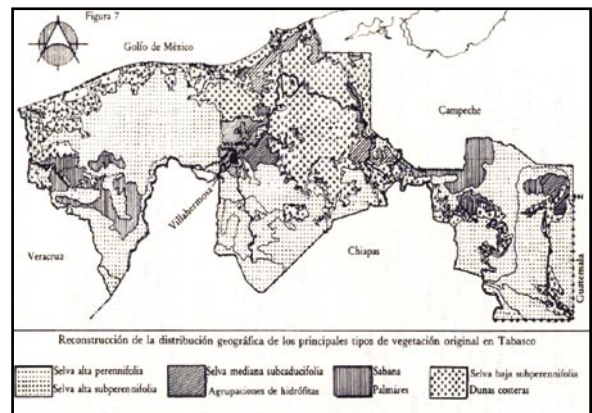 Figura 7
Golfo de México
Campeche
Villahermosa
Veracruz
Chiapas
Guatemala
Reconstrucción de la distribución geográfica de los principales tipos de vegetación original en Tabasco
Selva alta perennifolia
Selva alta subperennifolia
Selva mediana subcaducifolia
Agrupaciones de hidrófitas
Sabana
Palmáres
Selva baja subperennifolia
Dunas costeras